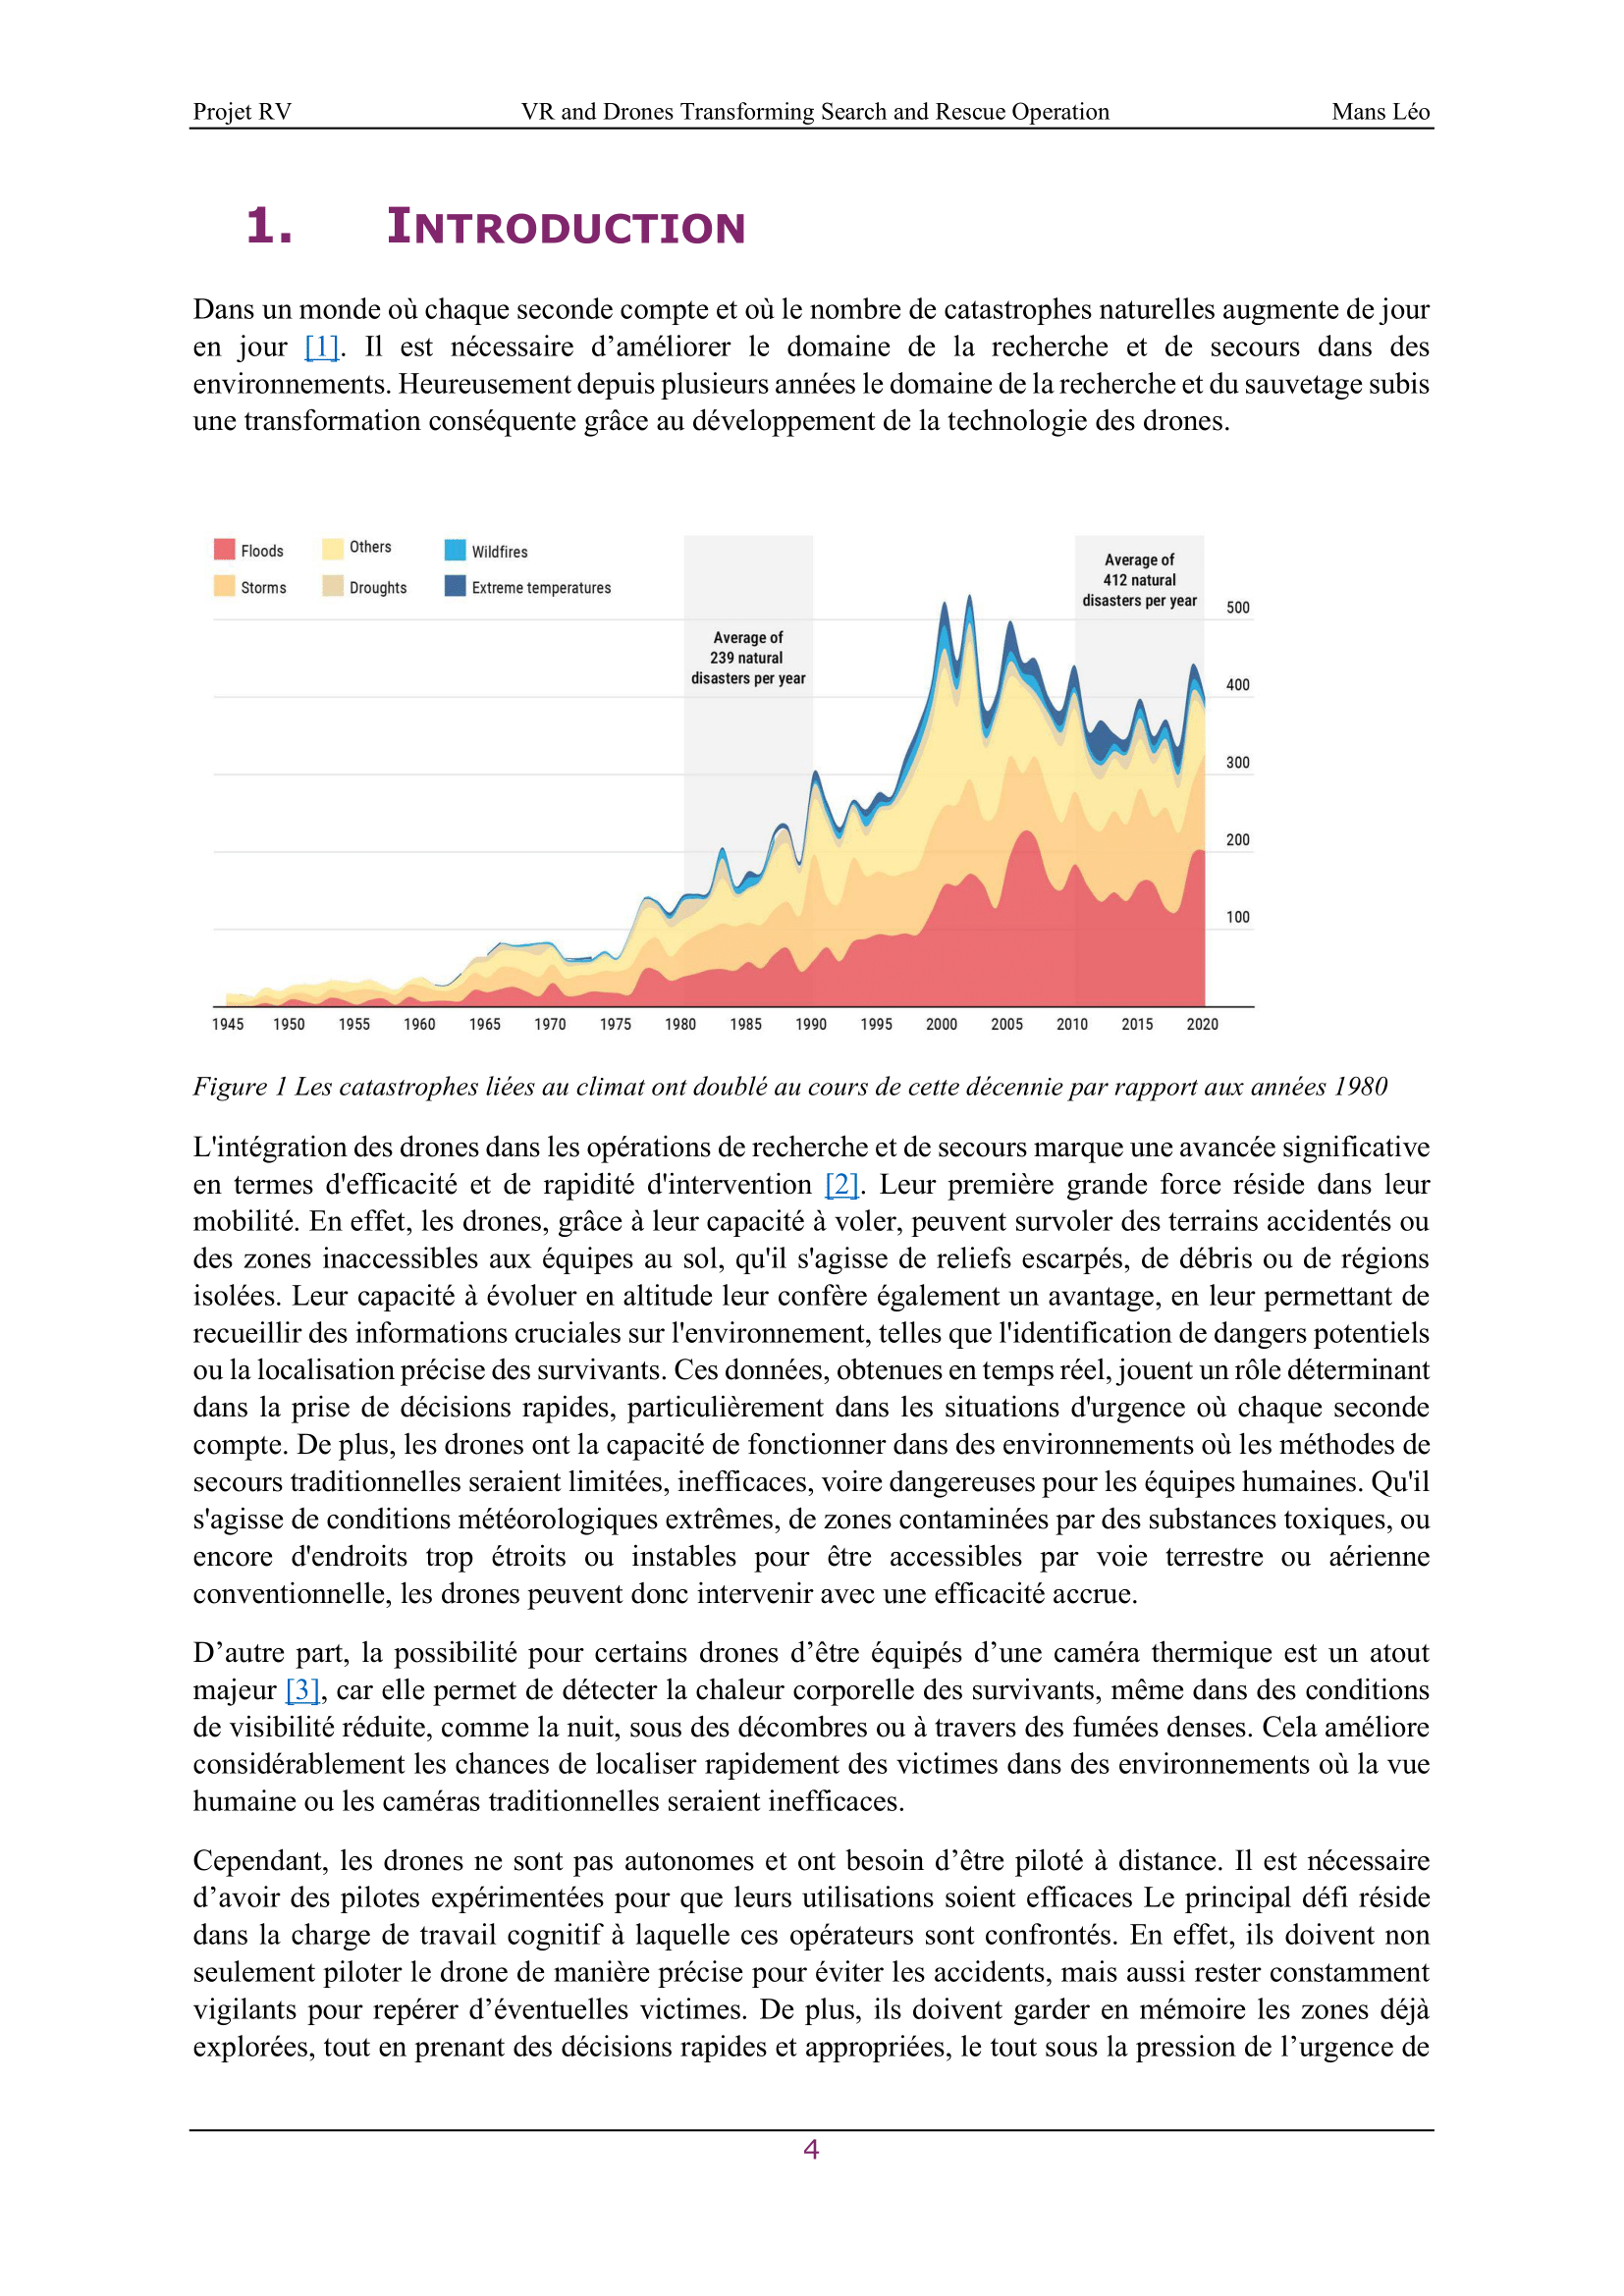 Projet RV VR and Drones Transforming Search and Rescue Operation Mans Léo
1. INTRODUCTION
Dans un monde où chaque seconde compte et où le nombre de catastrophes naturelles augmente de jour
en jour [1]. Il est nécessaire d’améliorer le domaine de la recherche et de secours dans des
environnements. Heureusement depuis plusieurs années le domaine de la recherche et du sauvetage subis
une transformation conséquente grâce au développement de la technologie des drones.
Floods Others Wildfires
Storms Droughts Extreme temperatures
Average of
239 natural
disasters per year
Average of
412 natural
disasters per year
500
400
300
200
100
1945 1950 1955 1960 1965 1970 1975 1980 1985 1990 1995 2000 2005 2010 2015 2020
Figure 1 Les catastrophes liées au climat ont doublé au cours de cette décennie par rapport aux années 1980
L'intégration des drones dans les opérations de recherche et de secours marque une avancée significative
en termes d'efficacité et de rapidité d'intervention [2]. Leur première grande force réside dans leur
mobilité. En effet, les drones, grâce à leur capacité à voler, peuvent survoler des terrains accidentés ou
des zones inaccessibles aux équipes au sol, qu'il s'agisse de reliefs escarpés, de débris ou de régions
isolées. Leur capacité à évoluer en altitude leur confère également un avantage, en leur permettant de
recueillir des informations cruciales sur l'environnement, telles que l'identification de dangers potentiels
ou la localisation précise des survivants. Ces données, obtenues en temps réel, jouent un rôle déterminant
dans la prise de décisions rapides, particulièrement dans les situations d'urgence où chaque seconde
compte. De plus, les drones ont la capacité de fonctionner dans des environnements où les méthodes de
secours traditionnelles seraient limitées, inefficaces, voire dangereuses pour les équipes humaines. Qu'il
s'agisse de conditions météorologiques extrêmes, de zones contaminées par des substances toxiques, ou
encore d'endroits trop étroits ou instables pour être accessibles par voie terrestre ou aérienne
conventionnelle, les drones peuvent donc intervenir avec une efficacité accrue.
D’autre part, la possibilité pour certains drones d’être équipés d’une caméra thermique est un atout
majeur [3], car elle permet de détecter la chaleur corporelle des survivants, même dans des conditions
de visibilité réduite, comme la nuit, sous des décombres ou à travers des fumées denses. Cela améliore
considérablement les chances de localiser rapidement des victimes dans des environnements où la vue
humaine ou les caméras traditionnelles seraient inefficaces.
Cependant, les drones ne sont pas autonomes et ont besoin d’être piloté à distance. Il est nécessaire
d’avoir des pilotes expérimentées pour que leurs utilisations soient efficaces Le principal défi réside
dans la charge de travail cognitif à laquelle ces opérateurs sont confrontés. En effet, ils doivent non
seulement piloter le drone de manière précise pour éviter les accidents, mais aussi rester constamment
vigilants pour repérer d’éventuelles victimes. De plus, ils doivent garder en mémoire les zones déjà
explorées, tout en prenant des décisions rapides et appropriées, le tout sous la pression de l’urgence de
4